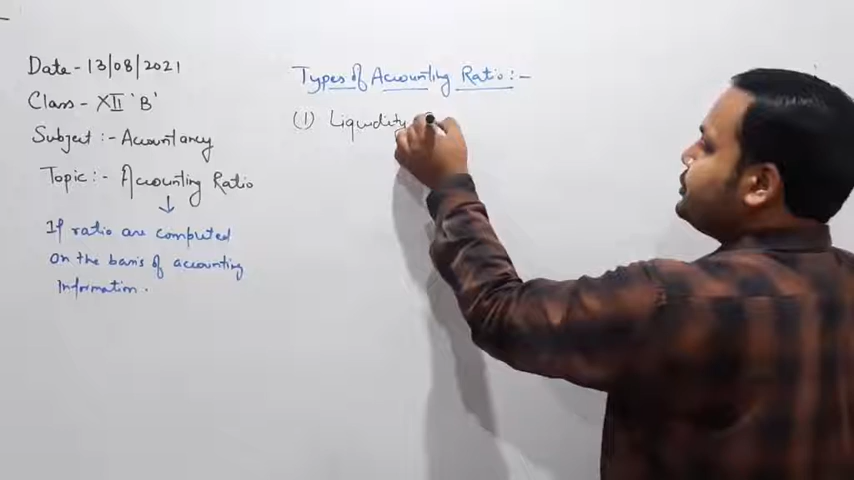 Date - 13/08/2021
Class - XII 'B'
Subject :- Accountancy
Topic :- Accounting Ratio
If ratio are computed
on the basis of accounting
Information.
Types of Accounting Ratio :-
(1) Liquidity